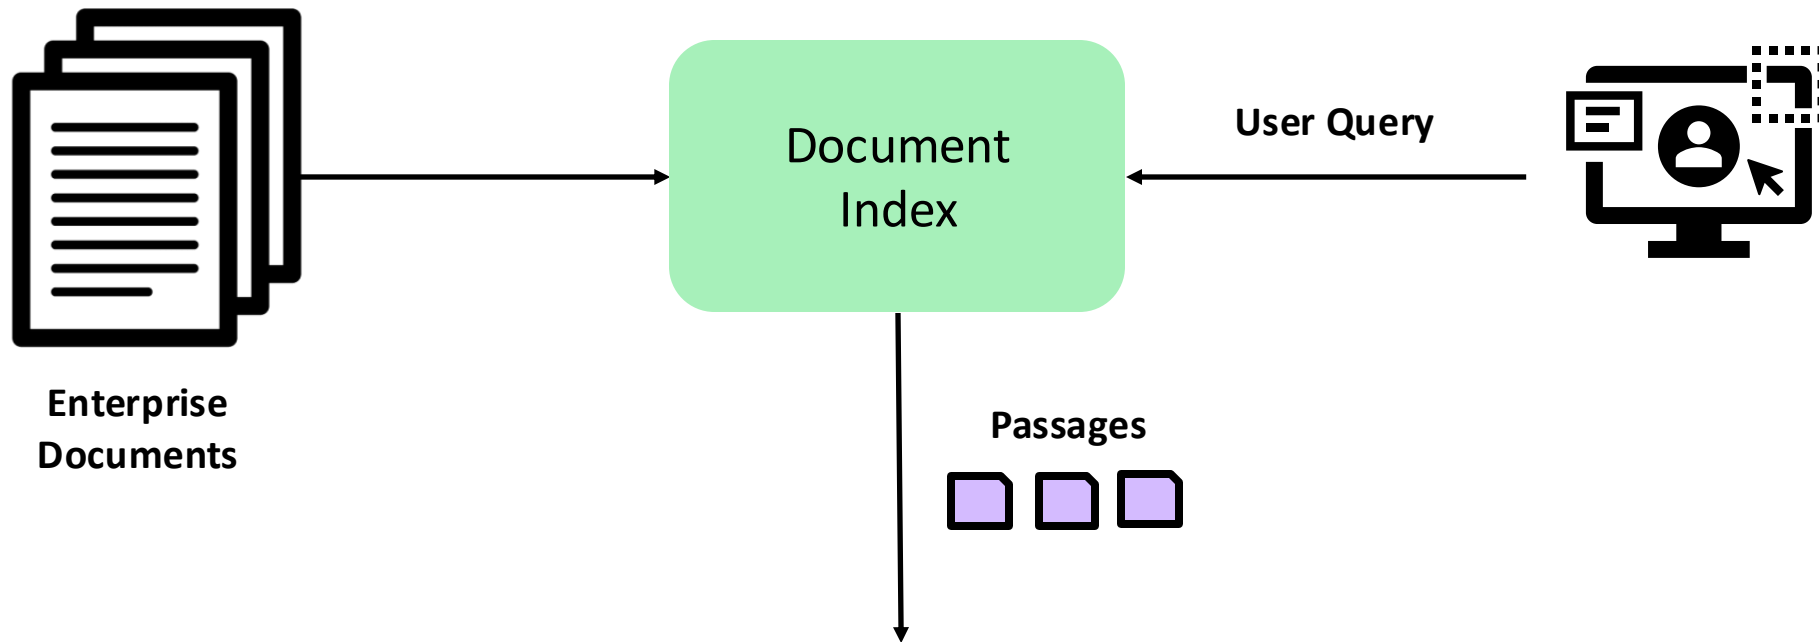 Document
Index
User Query
Enterprise
Documents
Passages